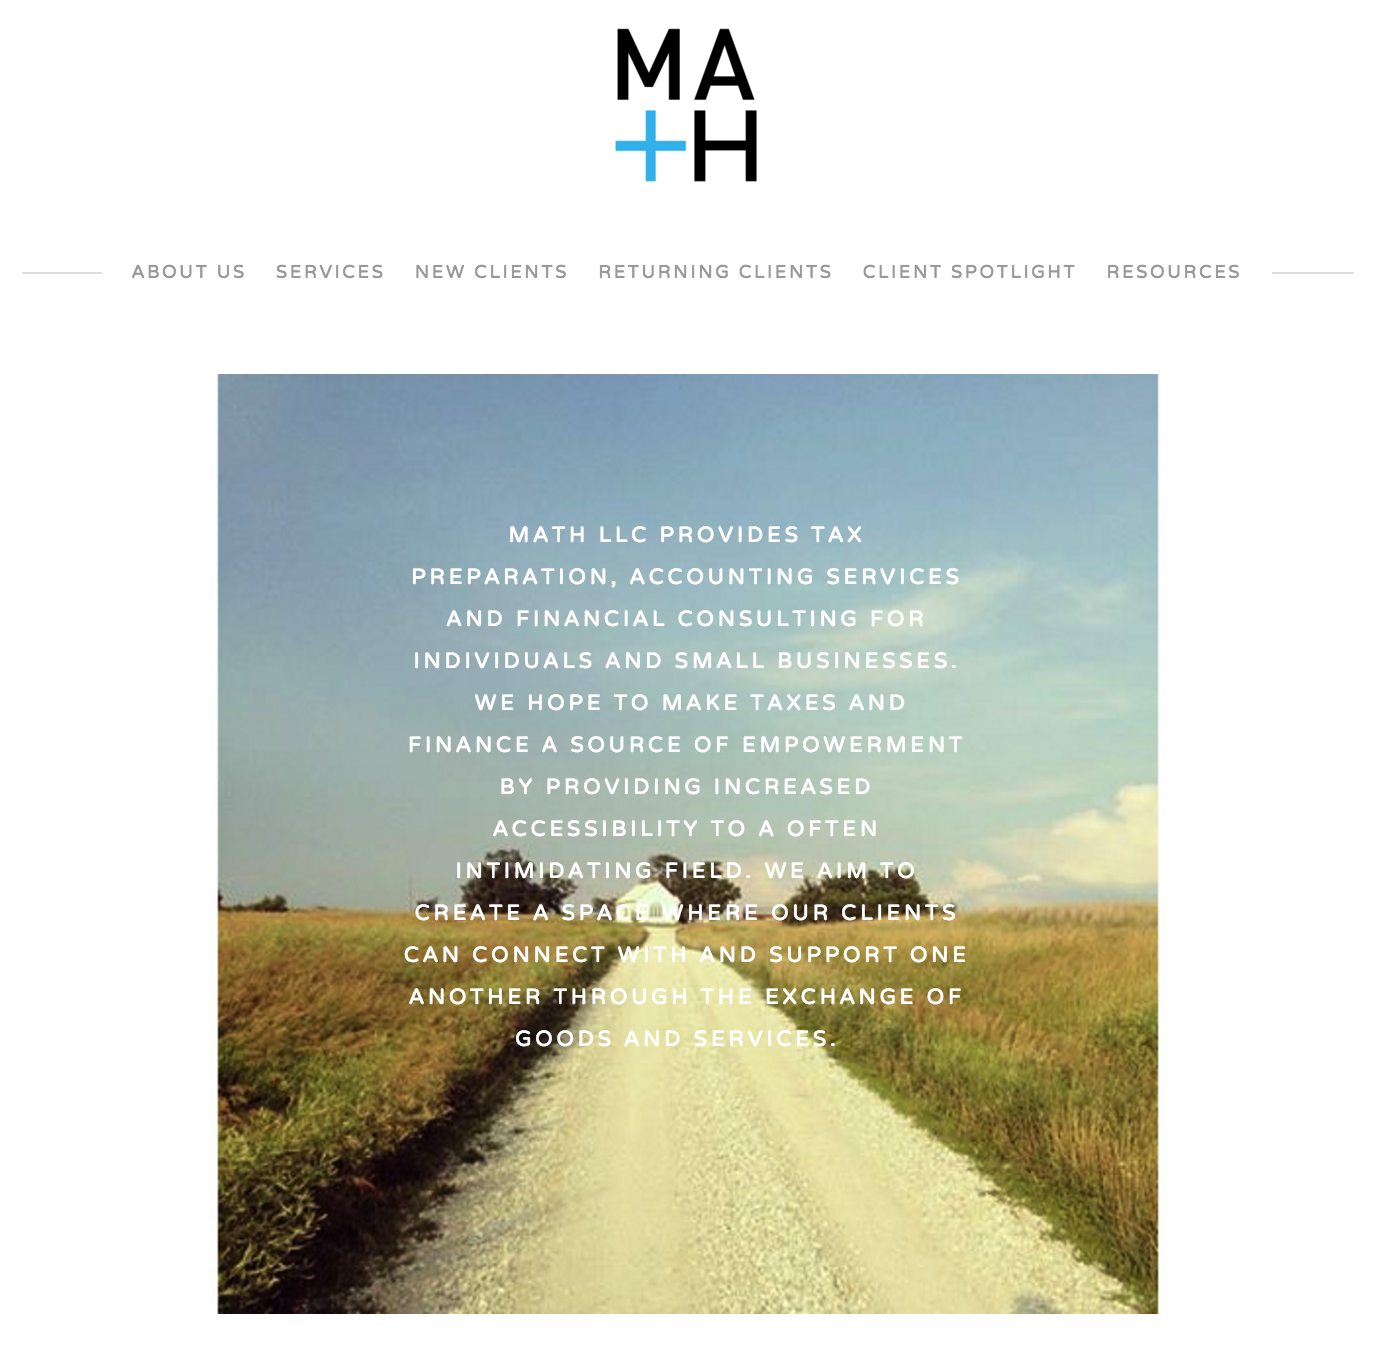 MA
+H
ABOUT US SERVICES NEW CLIENTS RETURNING CLIENTS CLIENT SPOTLIGHT RESOURCES
MATH LLC PROVIDES TAX
PREPARATION, ACCOUNTING SERVICES
AND FINANCIAL CONSULTING FOR
INDIVIDUALS AND SMALL BUSINESSES.
WE HOPE TO MAKE TAXES AND
FINANCE A SOURCE OF EMPOWERMENT
BY PROVIDING INCREASED
ACCESSIBILITY TO A OFTEN
INTIMIDATING FIELD. WE AIM TO
CREATE A SPACE WHERE OUR CLIENTS
CAN CONNECT WITH AND SUPPORT ONE
ANOTHER THROUGH THE EXCHANGE OF
GOODS AND SERVICES.